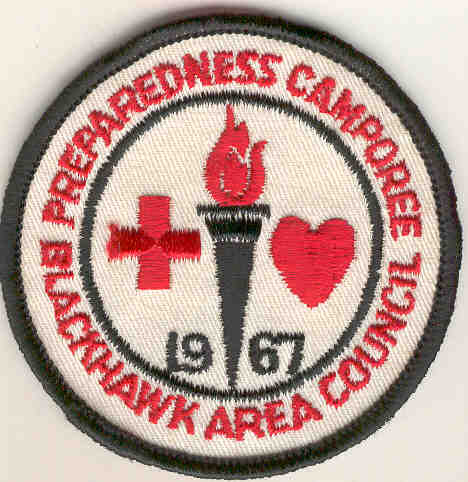 PREPAREDNESS CAMPOREE
1967
BLACKHAWK AREA COUNCIL